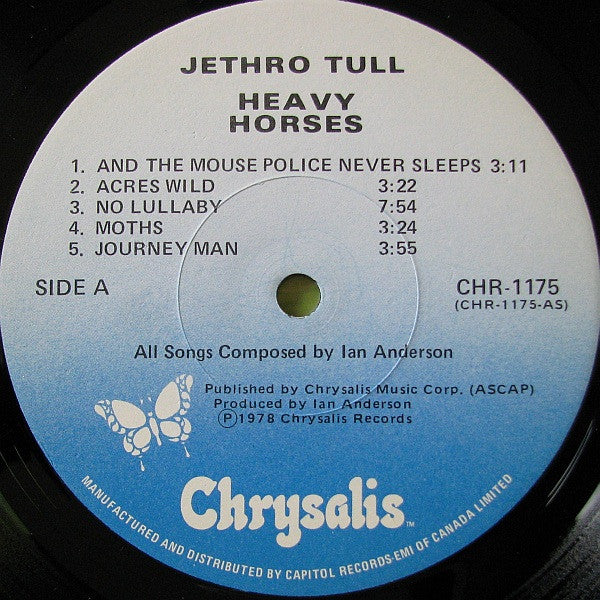 JETHRO TULL
HEAVY
HORSES
1. AND THE MOUSE POLICE NEVER SLEEPS 3:11
2. ACRES WILD 3:22
3. NO LULLABY 7:54
4. MOTHS 3:24
5. JOURNEY MAN 3:55
SIDE A
CHR-1175
(CHR-1175-AS)
All Songs Composed by Ian Anderson
Published by Chrysalis Music Corp. (ASCAP)
Produced by Ian Anderson
Ⓟ1978 Chrysalis Records
Chrysalis™
MANUFACTURED AND DISTRIBUTED BY CAPITOL RECORDS-EMI OF CANADA LIMITED